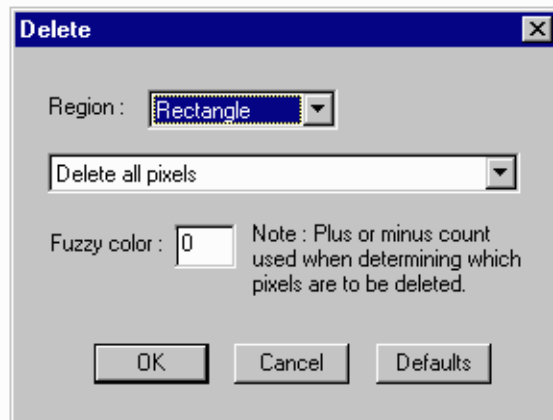 Delete
Region : Rectangle
Delete all pixels
Fuzzy color : 0
Note : Plus or minus count
used when determining which
pixels are to be deleted.
OK Cancel Defaults